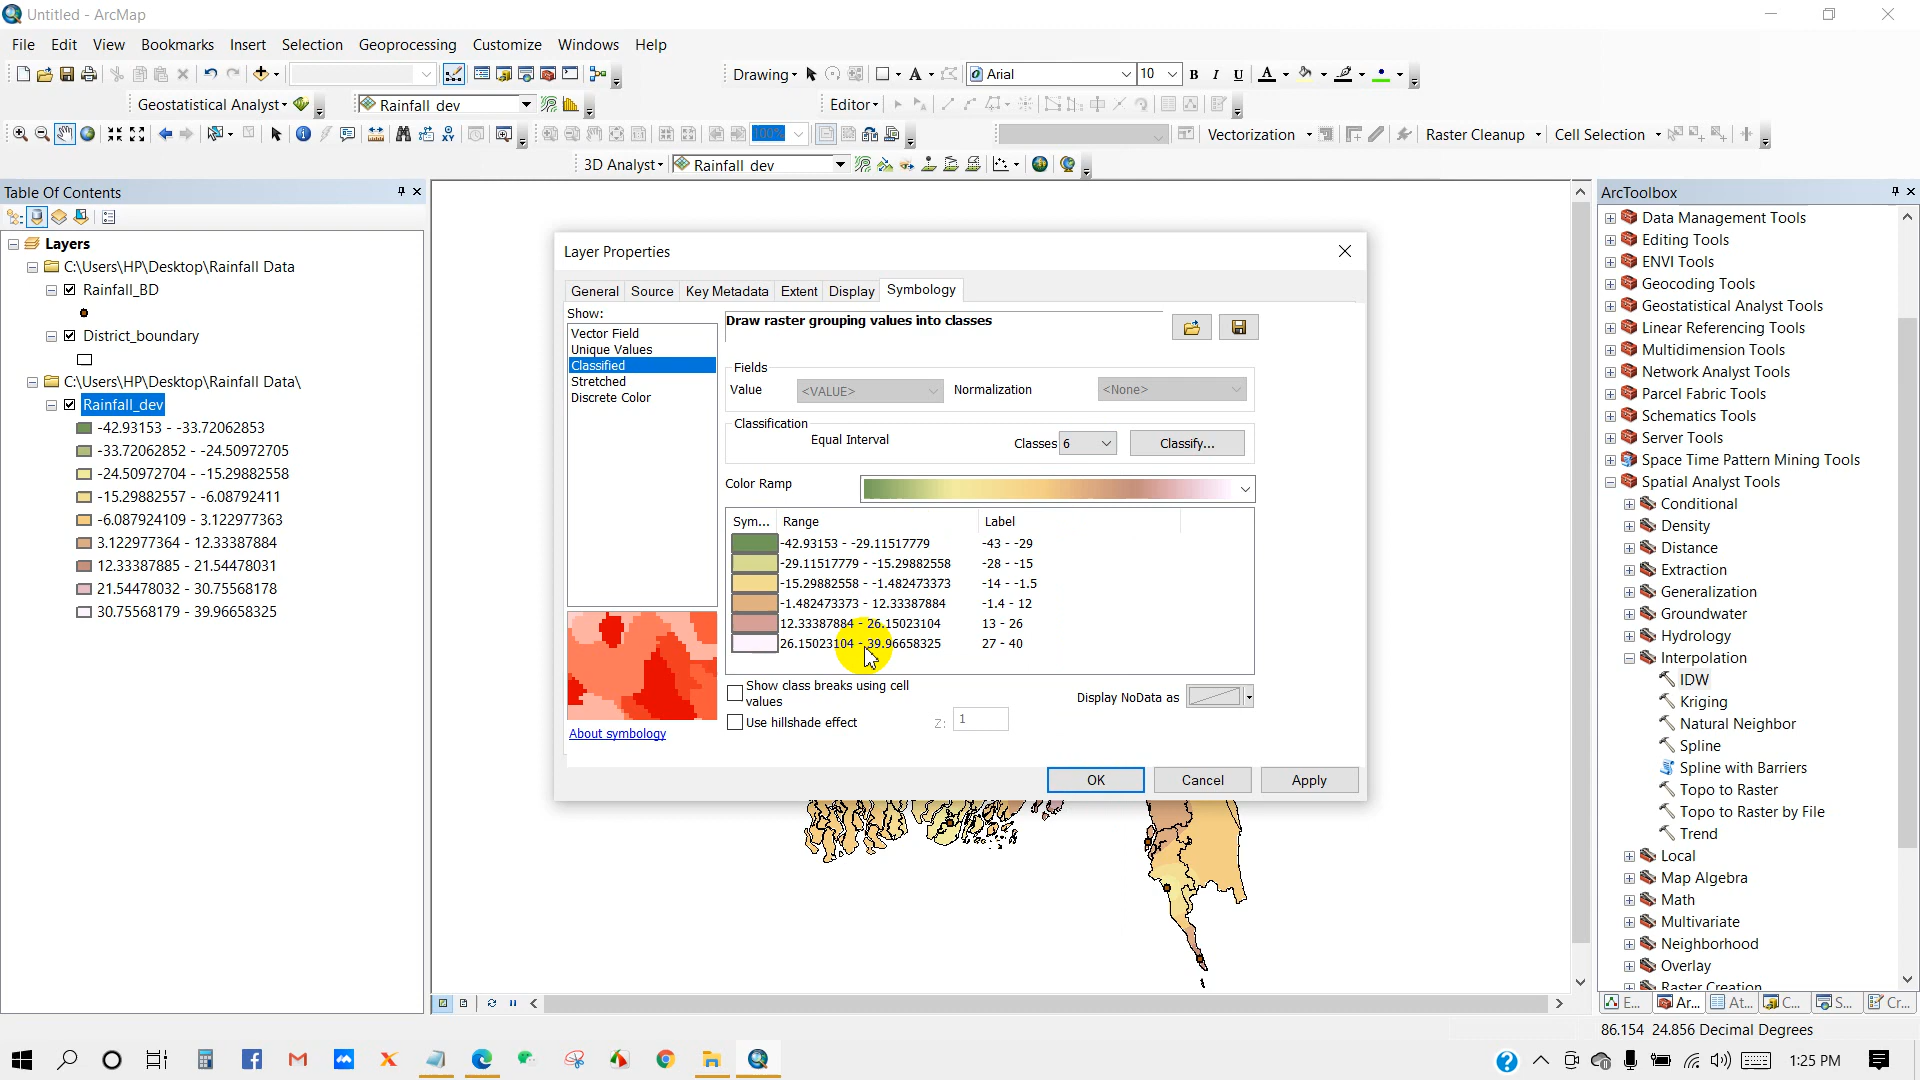 Untitled - ArcMap
File Edit View Bookmarks Insert Selection Geoprocessing Customize Windows Help
Drawing Arial 10 B I U A
Geostatistical Analyst Rainfall_dev Editor
100% Vectorization Raster Cleanup Cell Selection
3D Analyst Rainfall_dev
Table Of Contents
Layers
C:\Users\HP\Desktop\Rainfall Data
Rainfall_BD
District_boundary
C:\Users\HP\Desktop\Rainfall Data\
Rainfall_dev
-42.93153 - -33.72062853
-33.72062852 - -24.50972705
-24.50972704 - -15.29882558
-15.29882557 - -6.08792411
-6.087924109 - 3.122977363
3.122977364 - 12.33387884
12.33387885 - 21.54478031
21.54478032 - 30.75568178
30.75568179 - 39.96658325
Layer Properties
General Source Key Metadata Extent Display Symbology
Show:
Vector Field
Unique Values
Classified
Stretched
Discrete Color
About symbology
Draw raster grouping values into classes
Fields
Value <VALUE> Normalization <None>
Classification
Equal Interval Classes 6 Classify...
Color Ramp
Sym... Range Label
-42.93153 - -29.11517779 -43 - -29
-29.11517779 - -15.29882558 -28 - -15
-15.29882558 - -1.482473373 -14 - -1.5
-1.482473373 - 12.33387884 -1.4 - 12
12.33387884 - 26.15023104 13 - 26
26.15023104 - 39.96658325 27 - 40
Show class breaks using cell values
Display NoData as
Use hillshade effect Z: 1
OK Cancel Apply
ArcToolbox
Data Management Tools
Editing Tools
ENVI Tools
Geocoding Tools
Geostatistical Analyst Tools
Linear Referencing Tools
Multidimension Tools
Network Analyst Tools
Parcel Fabric Tools
Schematics Tools
Server Tools
Space Time Pattern Mining Tools
Spatial Analyst Tools
Conditional
Density
Distance
Extraction
Generalization
Groundwater
Hydrology
Interpolation
IDW
Kriging
Natural Neighbor
Spline
Spline with Barriers
Topo to Raster
Topo to Raster by File
Trend
Local
Map Algebra
Math
Multivariate
Neighborhood
Overlay
Raster Creation
E... Ar... At... C... S... Cr...
86.154 24.856 Decimal Degrees
1:25 PM